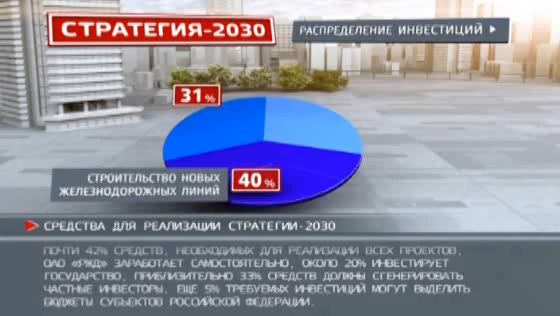 СТРАТЕГИЯ-2030
РАСПРЕДЕЛЕНИЕ ИНВЕСТИЦИЙ
31%
СТРОИТЕЛЬСТВО НОВЫХ
ЖЕЛЕЗНОДОРОЖНЫХ ЛИНИЙ
40%
СРЕДСТВА ДЛЯ РЕАЛИЗАЦИИ СТРАТЕГИИ-2030
ПОЧТИ 42% СРЕДСТВ, НЕОБХОДИМЫХ ДЛЯ РЕАЛИЗАЦИИ ВСЕХ ПРОЕКТОВ,
ОАО «РЖД» ЗАРАБОТАЕТ САМОСТОЯТЕЛЬНО, ОКОЛО 20% ИНВЕСТИРУЕТ
ГОСУДАРСТВО, ПРИБЛИЗИТЕЛЬНО 33% СРЕДСТВ ДОЛЖНЫ СГЕНЕРИРОВАТЬ
ЧАСТНЫЕ ИНВЕСТОРЫ. ЕЩЕ 5% ТРЕБУЕМЫХ ИНВЕСТИЦИЙ МОГУТ ВЫДЕЛИТЬ
БЮДЖЕТЫ СУБЪЕКТОВ РОССИЙСКОЙ ФЕДЕРАЦИИ.